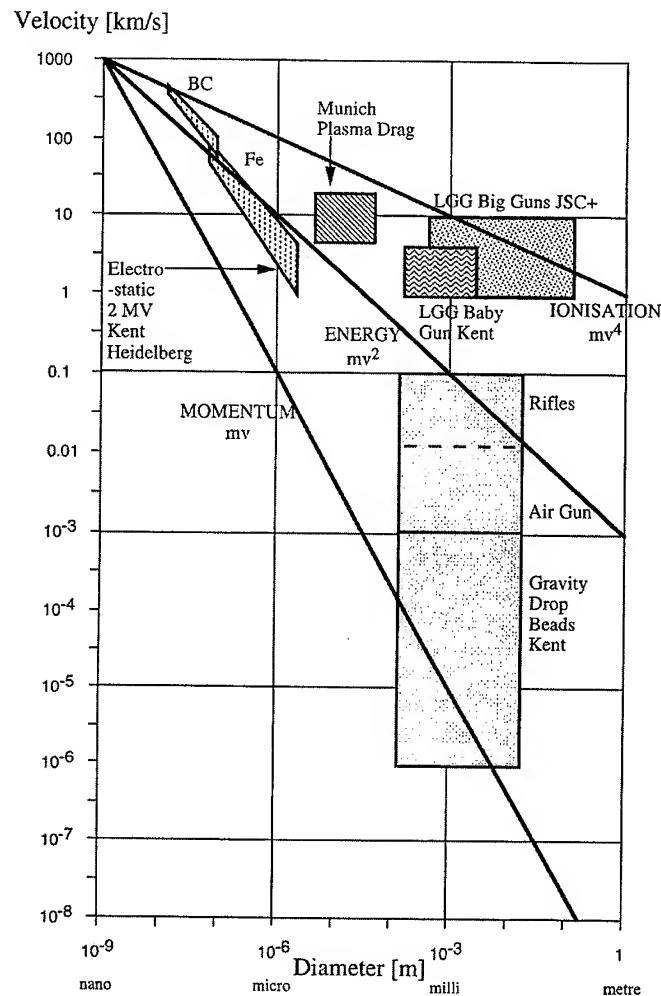 Velocity [km/s]
1000
100
10
1
0.1
0.01
10⁻³
10⁻⁴
10⁻⁵
10⁻⁶
10⁻⁷
10⁻⁸
BC
Fe
Munich
Plasma Drag
LGG Big Guns JSC+
Electro
-static
2 MV
Kent
Heidelberg
LGG Baby
Gun Kent
IONISATION
mv⁴
ENERGY
mv²
MOMENTUM
mv
Rifles
Air Gun
Gravity
Drop
Beads
Kent
10⁻⁹
10⁻⁶
10⁻³
1
Diameter [m]
nano
micro
milli
metre